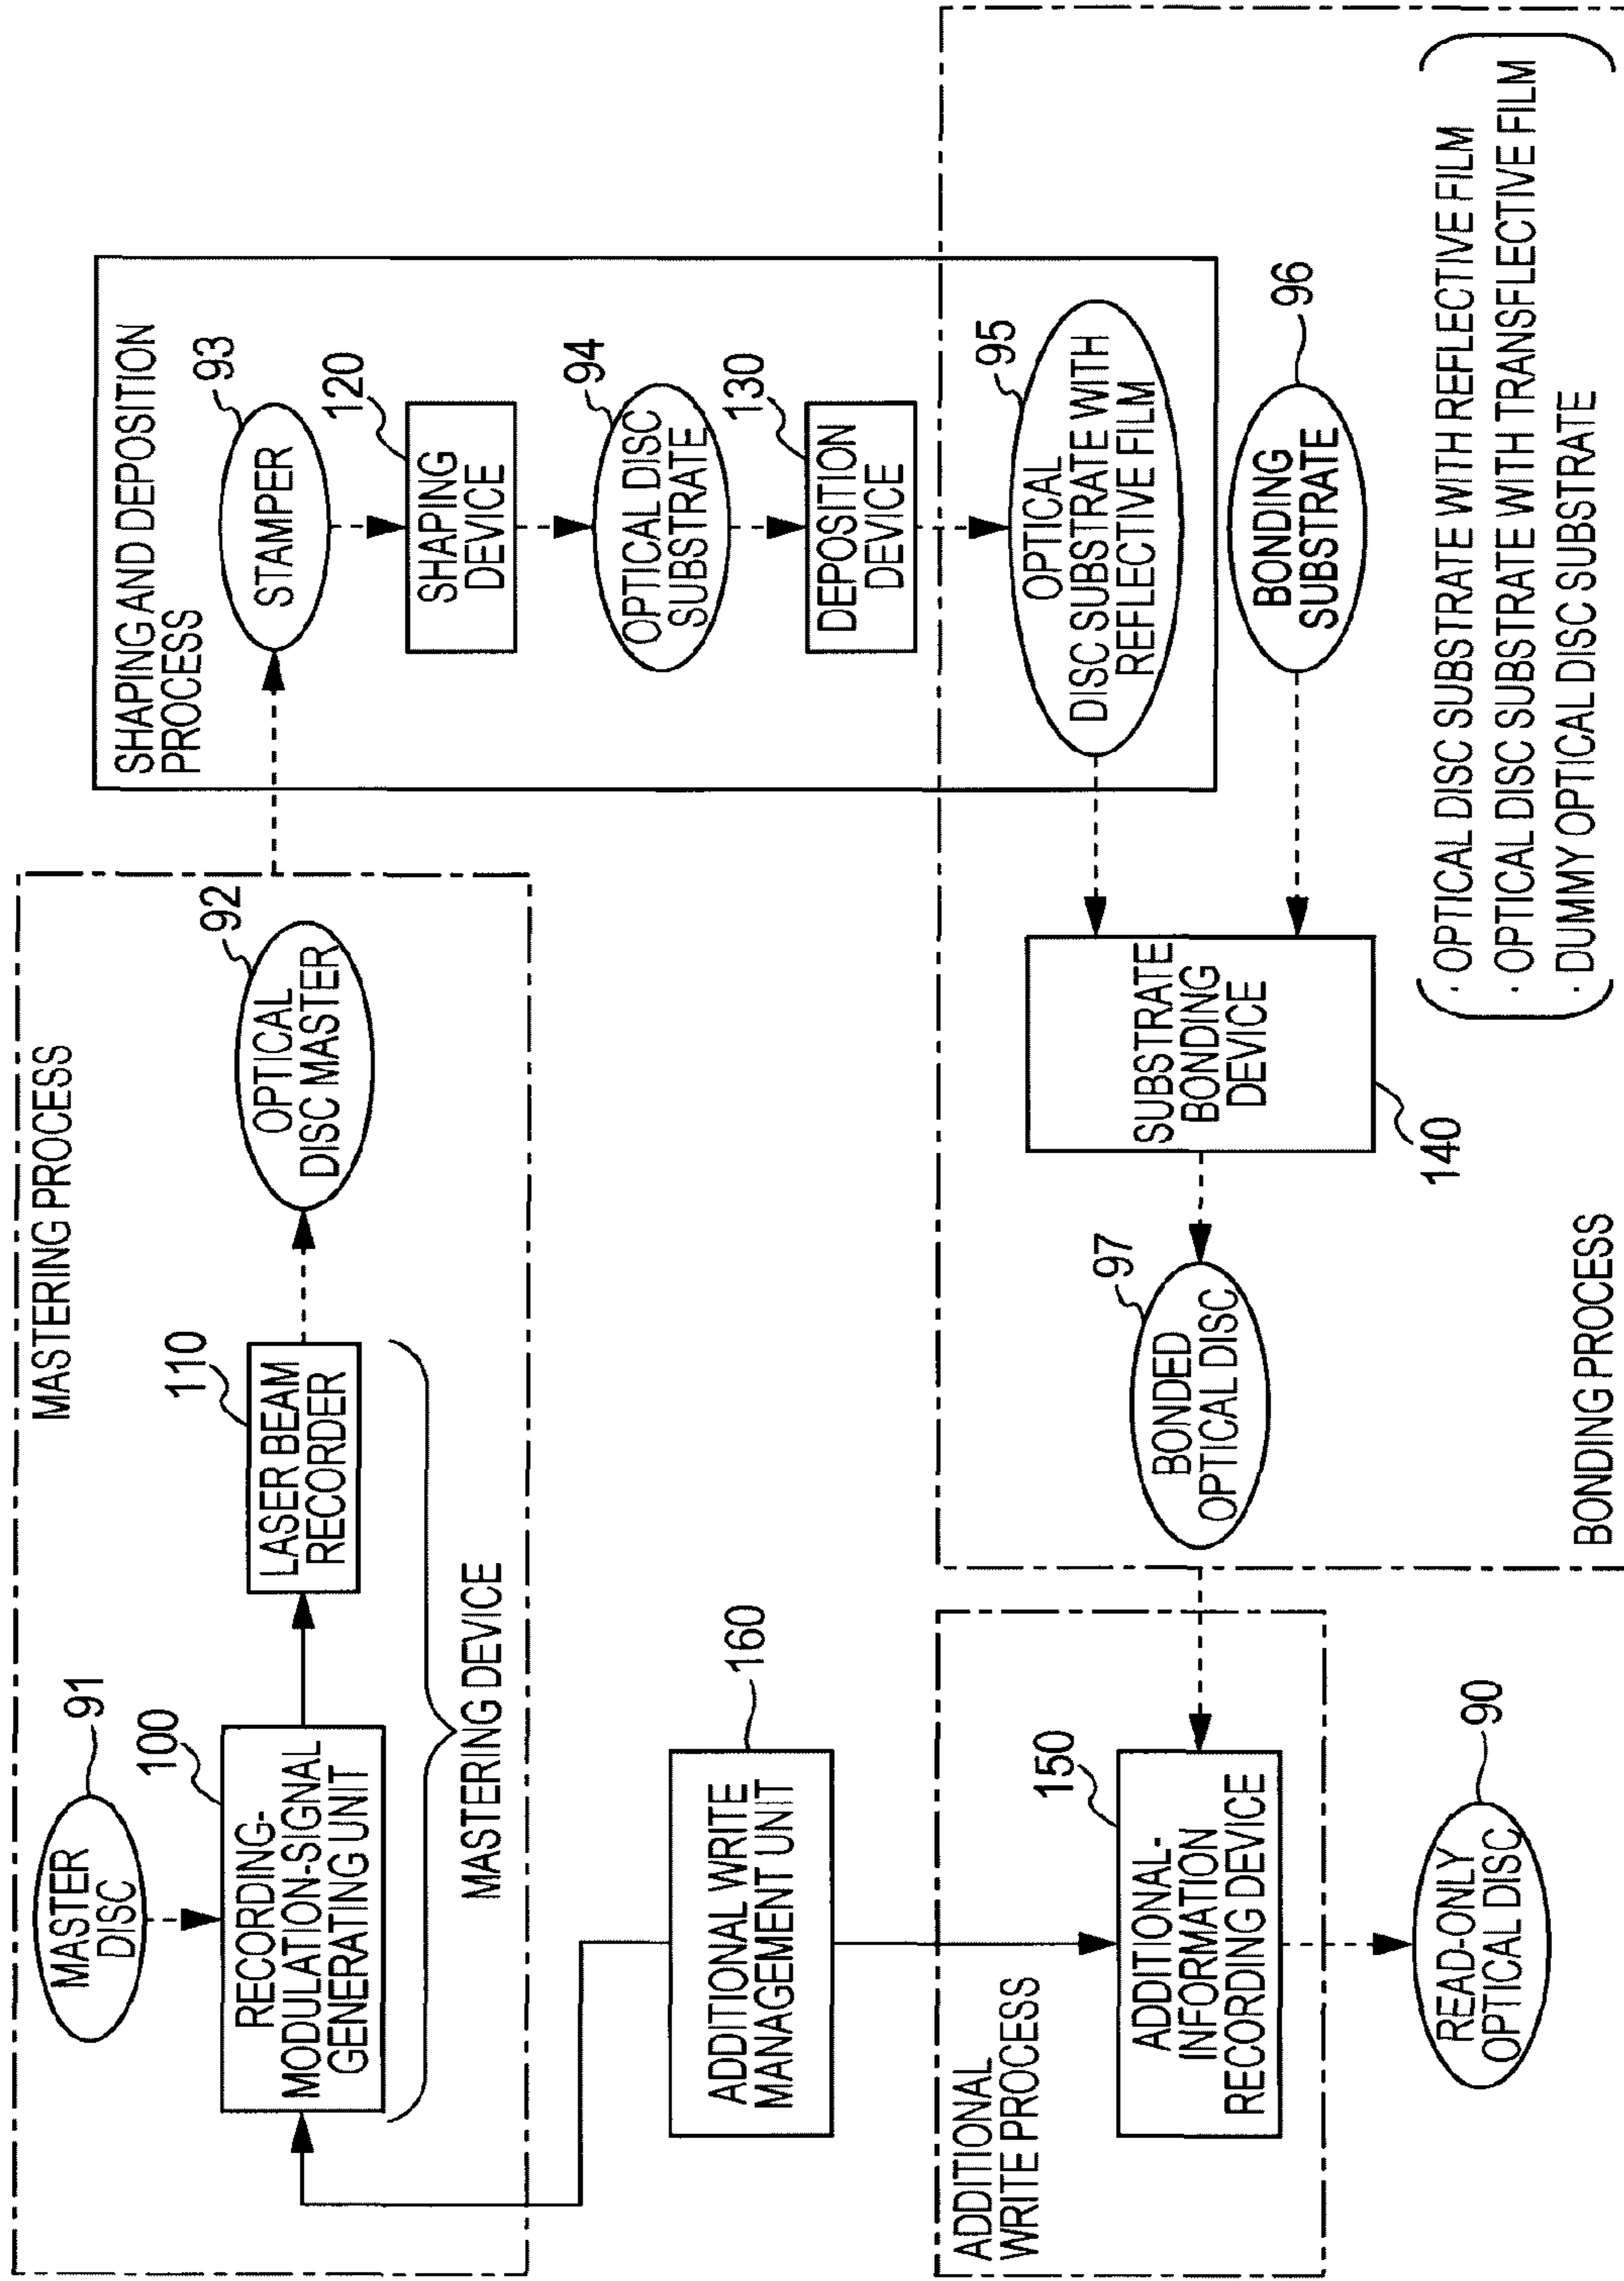 MASTERING PROCESS
91
MASTER
DISC
100
RECORDING-
MODULATION-SIGNAL
GENERATING UNIT
110
LASER BEAM
RECORDER
92
OPTICAL
DISC MASTER
MASTERING DEVICE
SHAPING AND DEPOSITION
PROCESS
93
STAMPER
120
SHAPING
DEVICE
94
OPTICAL DISC
SUBSTRATE
130
DEPOSITION
DEVICE
95
OPTICAL
DISC SUBSTRATE WITH
REFLECTIVE FILM
96
BONDING
SUBSTRATE
· OPTICAL DISC SUBSTRATE WITH REFLECTIVE FILM
· OPTICAL DISC SUBSTRATE WITH TRANSFLECTIVE FILM
· DUMMY OPTICAL DISC SUBSTRATE
SUBSTRATE
BONDING
DEVICE
140
97
BONDED
OPTICAL DISC
BONDING PROCESS
160
ADDITIONAL WRITE
MANAGEMENT UNIT
ADDITIONAL
WRITE PROCESS
150
ADDITIONAL-
INFORMATION
RECORDING DEVICE
90
READ-ONLY
OPTICAL DISC